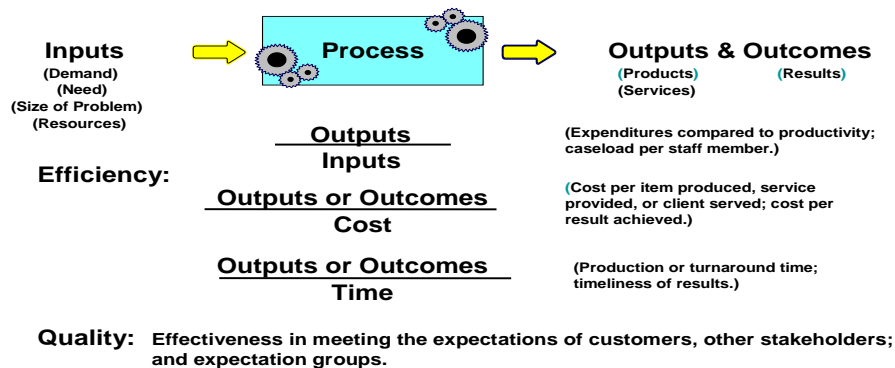 Inputs
(Demand)
(Need)
(Size of Problem)
(Resources)
Process
Outputs & Outcomes
(Products) (Results)
(Services)
Efficiency:
Outputs
Inputs
(Expenditures compared to productivity;
caseload per staff member.)
Outputs or Outcomes
Cost
(Cost per item produced, service
provided, or client served; cost per
result achieved.)
Outputs or Outcomes
Time
(Production or turnaround time;
timeliness of results.)
Quality: Effectiveness in meeting the expectations of customers, other stakeholders;
and expectation groups.